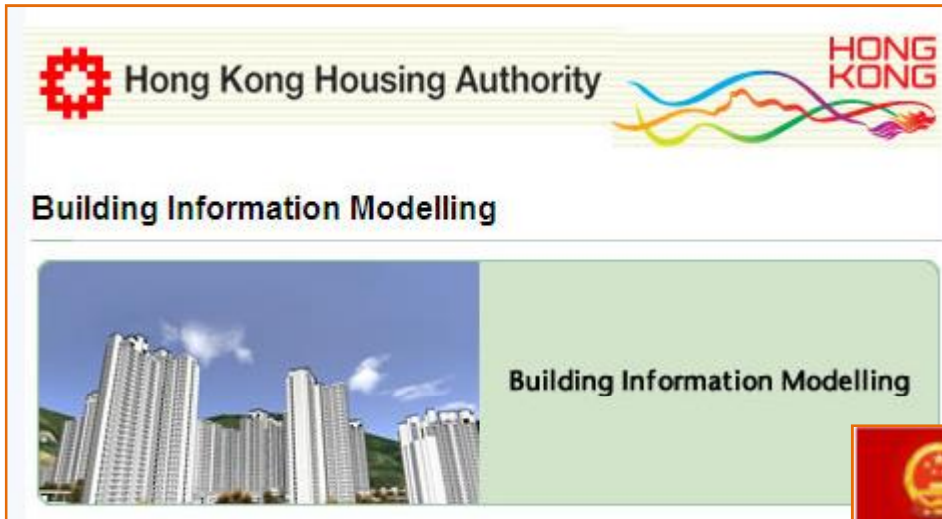 Hong Kong Housing Authority
HONG
KONG
Building Information Modelling
Building Information Modelling